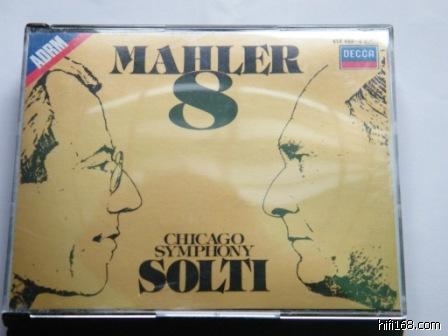 ADRM
MAHLER
8
DECCA
CHICAGO
SYMPHONY
SOLTI
hifi168.com